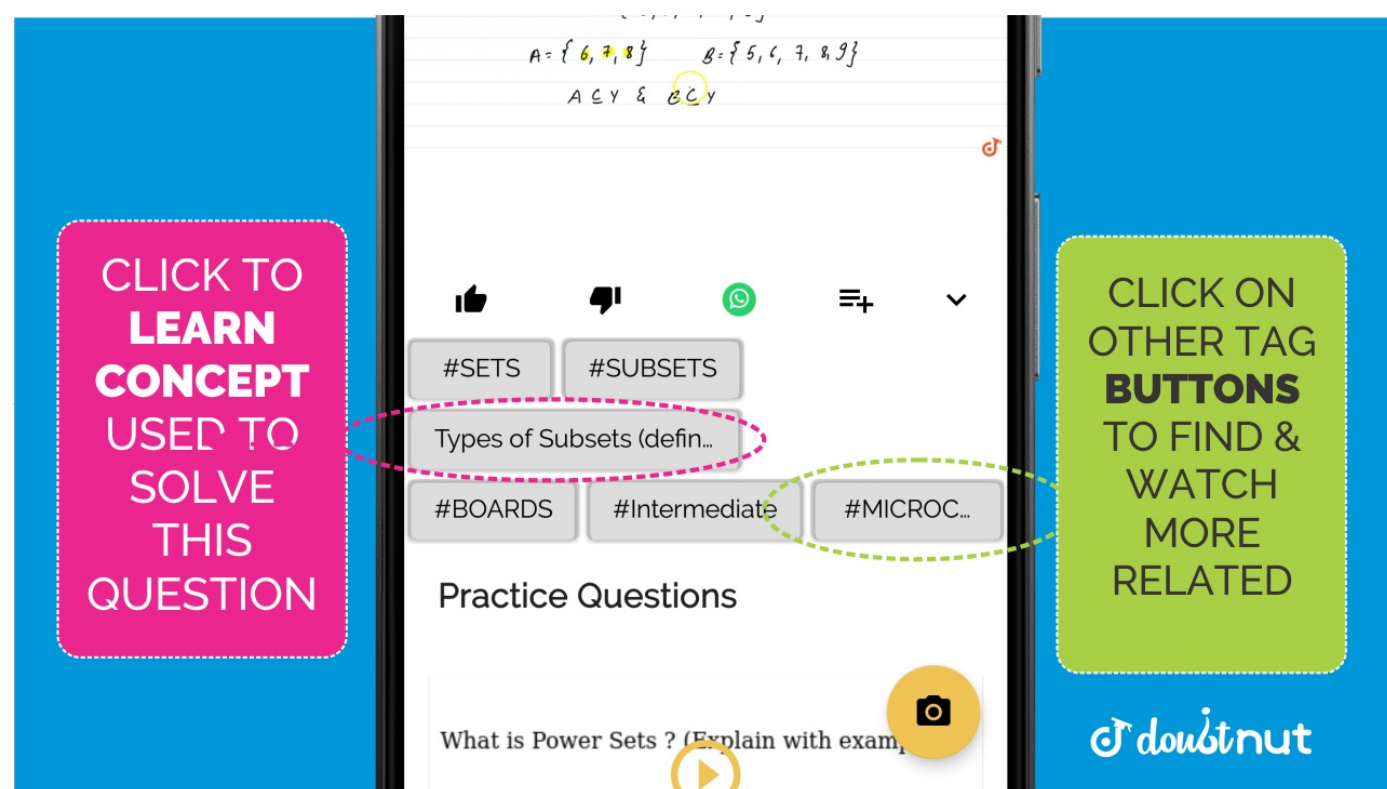 A = { 6, 7, 8} B = { 5, 6, 7, 8, 9}
A ⊆ Y & B ⊆ Y
CLICK TO
LEARN
CONCEPT
USED TO
SOLVE
THIS
QUESTION
#SETS #SUBSETS
Types of Subsets (defin...
#BOARDS #Intermediate #MICROC...
Practice Questions
What is Power Sets ? (Explain with exam
CLICK ON
OTHER TAG
BUTTONS
TO FIND &
WATCH
MORE
RELATED
doubtnut